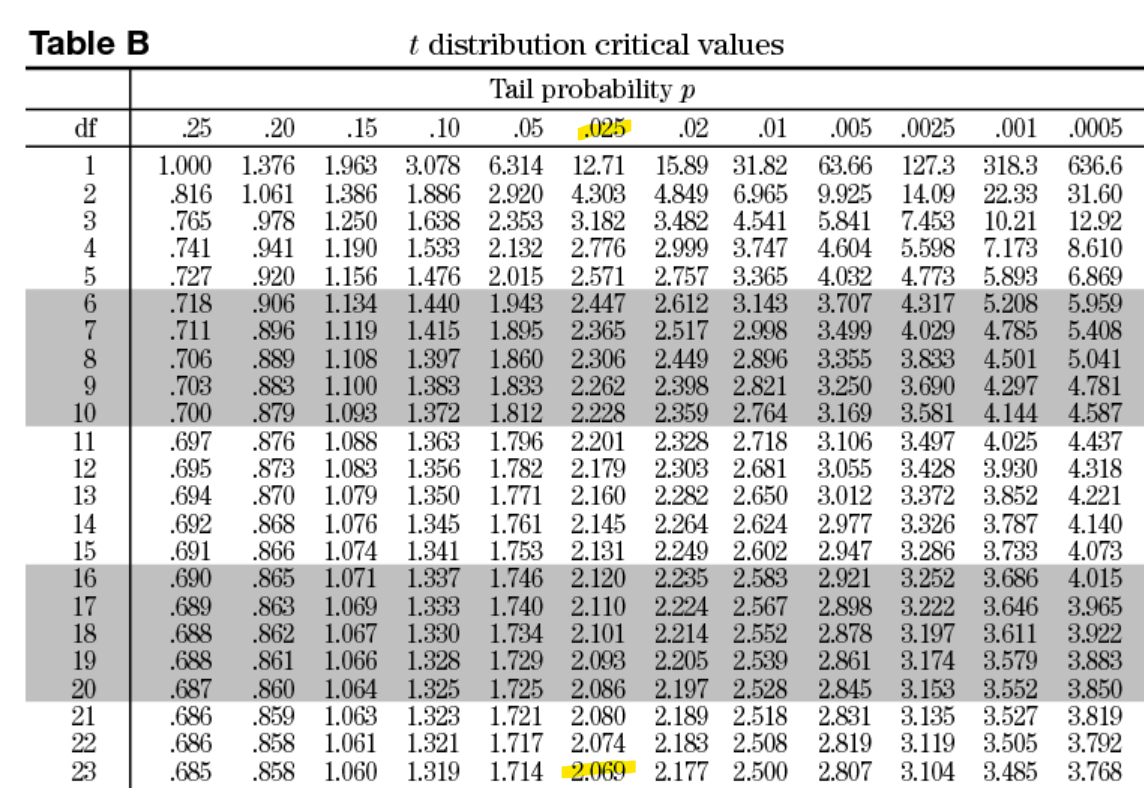 Table B t distribution critical values
Tail probability p
df .25 .20 .15 .10 .05 .025 .02 .01 .005 .0025 .001 .0005
1 1.000 1.376 1.963 3.078 6.314 12.71 15.89 31.82 63.66 127.3 318.3 636.6
2 .816 1.061 1.386 1.886 2.920 4.303 4.849 6.965 9.925 14.09 22.33 31.60
3 .765 .978 1.250 1.638 2.353 3.182 3.482 4.541 5.841 7.453 10.21 12.92
4 .741 .941 1.190 1.533 2.132 2.776 2.999 3.747 4.604 5.598 7.173 8.610
5 .727 .920 1.156 1.476 2.015 2.571 2.757 3.365 4.032 4.773 5.893 6.869
6 .718 .906 1.134 1.440 1.943 2.447 2.612 3.143 3.707 4.317 5.208 5.959
7 .711 .896 1.119 1.415 1.895 2.365 2.517 2.998 3.499 4.029 4.785 5.408
8 .706 .889 1.108 1.397 1.860 2.306 2.449 2.896 3.355 3.833 4.501 5.041
9 .703 .883 1.100 1.383 1.833 2.262 2.398 2.821 3.250 3.690 4.297 4.781
10 .700 .879 1.093 1.372 1.812 2.228 2.359 2.764 3.169 3.581 4.144 4.587
11 .697 .876 1.088 1.363 1.796 2.201 2.328 2.718 3.106 3.497 4.025 4.437
12 .695 .873 1.083 1.356 1.782 2.179 2.303 2.681 3.055 3.428 3.930 4.318
13 .694 .870 1.079 1.350 1.771 2.160 2.282 2.650 3.012 3.372 3.852 4.221
14 .692 .868 1.076 1.345 1.761 2.145 2.264 2.624 2.977 3.326 3.787 4.140
15 .691 .866 1.074 1.341 1.753 2.131 2.249 2.602 2.947 3.286 3.733 4.073
16 .690 .865 1.071 1.337 1.746 2.120 2.235 2.583 2.921 3.252 3.686 4.015
17 .689 .863 1.069 1.333 1.740 2.110 2.224 2.567 2.898 3.222 3.646 3.965
18 .688 .862 1.067 1.330 1.734 2.101 2.214 2.552 2.878 3.197 3.611 3.922
19 .688 .861 1.066 1.328 1.729 2.093 2.205 2.539 2.861 3.174 3.579 3.883
20 .687 .860 1.064 1.325 1.725 2.086 2.197 2.528 2.845 3.153 3.552 3.850
21 .686 .859 1.063 1.323 1.721 2.080 2.189 2.518 2.831 3.135 3.527 3.819
22 .686 .858 1.061 1.321 1.717 2.074 2.183 2.508 2.819 3.119 3.505 3.792
23 .685 .858 1.060 1.319 1.714 2.069 2.177 2.500 2.807 3.104 3.485 3.768